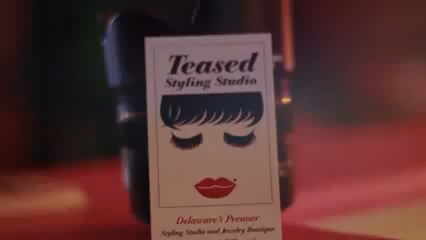 Teased
Styling Studio
Delaware's Premier
Styling Studio and Jewelry Boutique